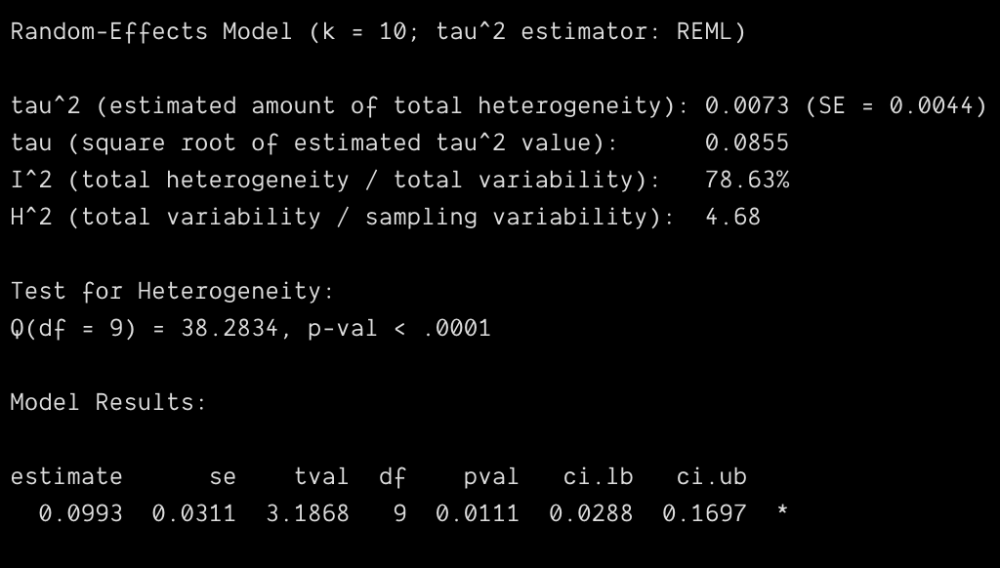 Random-Effects Model (k = 10; tau^2 estimator: REML)
tau^2 (estimated amount of total heterogeneity): 0.0073 (SE = 0.0044)
tau (square root of estimated tau^2 value): 0.0855
I^2 (total heterogeneity / total variability): 78.63%
H^2 (total variability / sampling variability): 4.68
Test for Heterogeneity:
Q(df = 9) = 38.2834, p-val < .0001
Model Results:
estimate se tval df pval ci.lb ci.ub
0.0993 0.0311 3.1868 9 0.0111 0.0288 0.1697 *